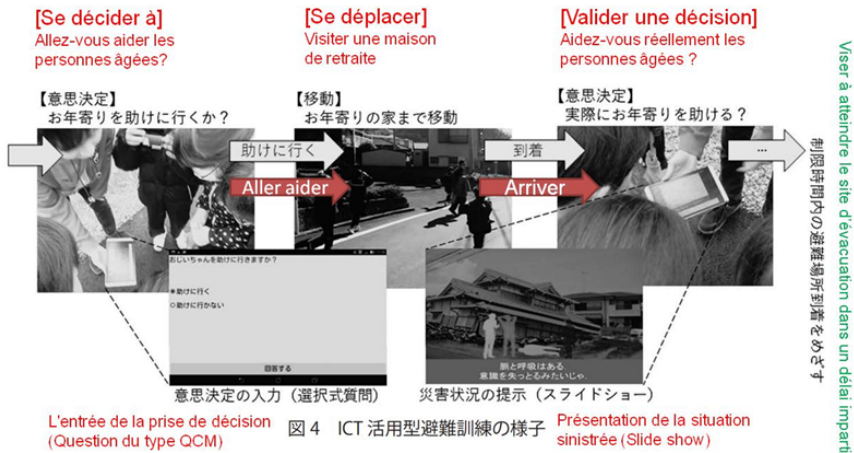 [Se décider à]
Allez-vous aider les
personnes âgées?
[Se déplacer]
Visiter une maison
de retraite
[Valider une décision]
Aidez-vous réellement les
personnes âgées ?
【意思決定】
お年寄りを助けに行くか？
【移動】
お年寄りの家まで移動
【意思決定】
実際にお年寄りを助ける？
助けに行く
到着
...
Aller aider
Arriver
おじいちゃんを助けに行きますか？
助けに行く
助けに行かない
回答する
脈と呼吸はある.
意識を失っとるみたいじゃ.
意思決定の入力（選択式質問）
災害状況の提示（スライドショー）
L'entrée de la prise de décision
(Question du type QCM)
図 4 ICT 活用型避難訓練の様子
Présentation de la situation
sinistrée (Slide show)
制限時間内の避難場所到着をめざす
Viser à atteindre le site d'évacuation dans un délai imparti